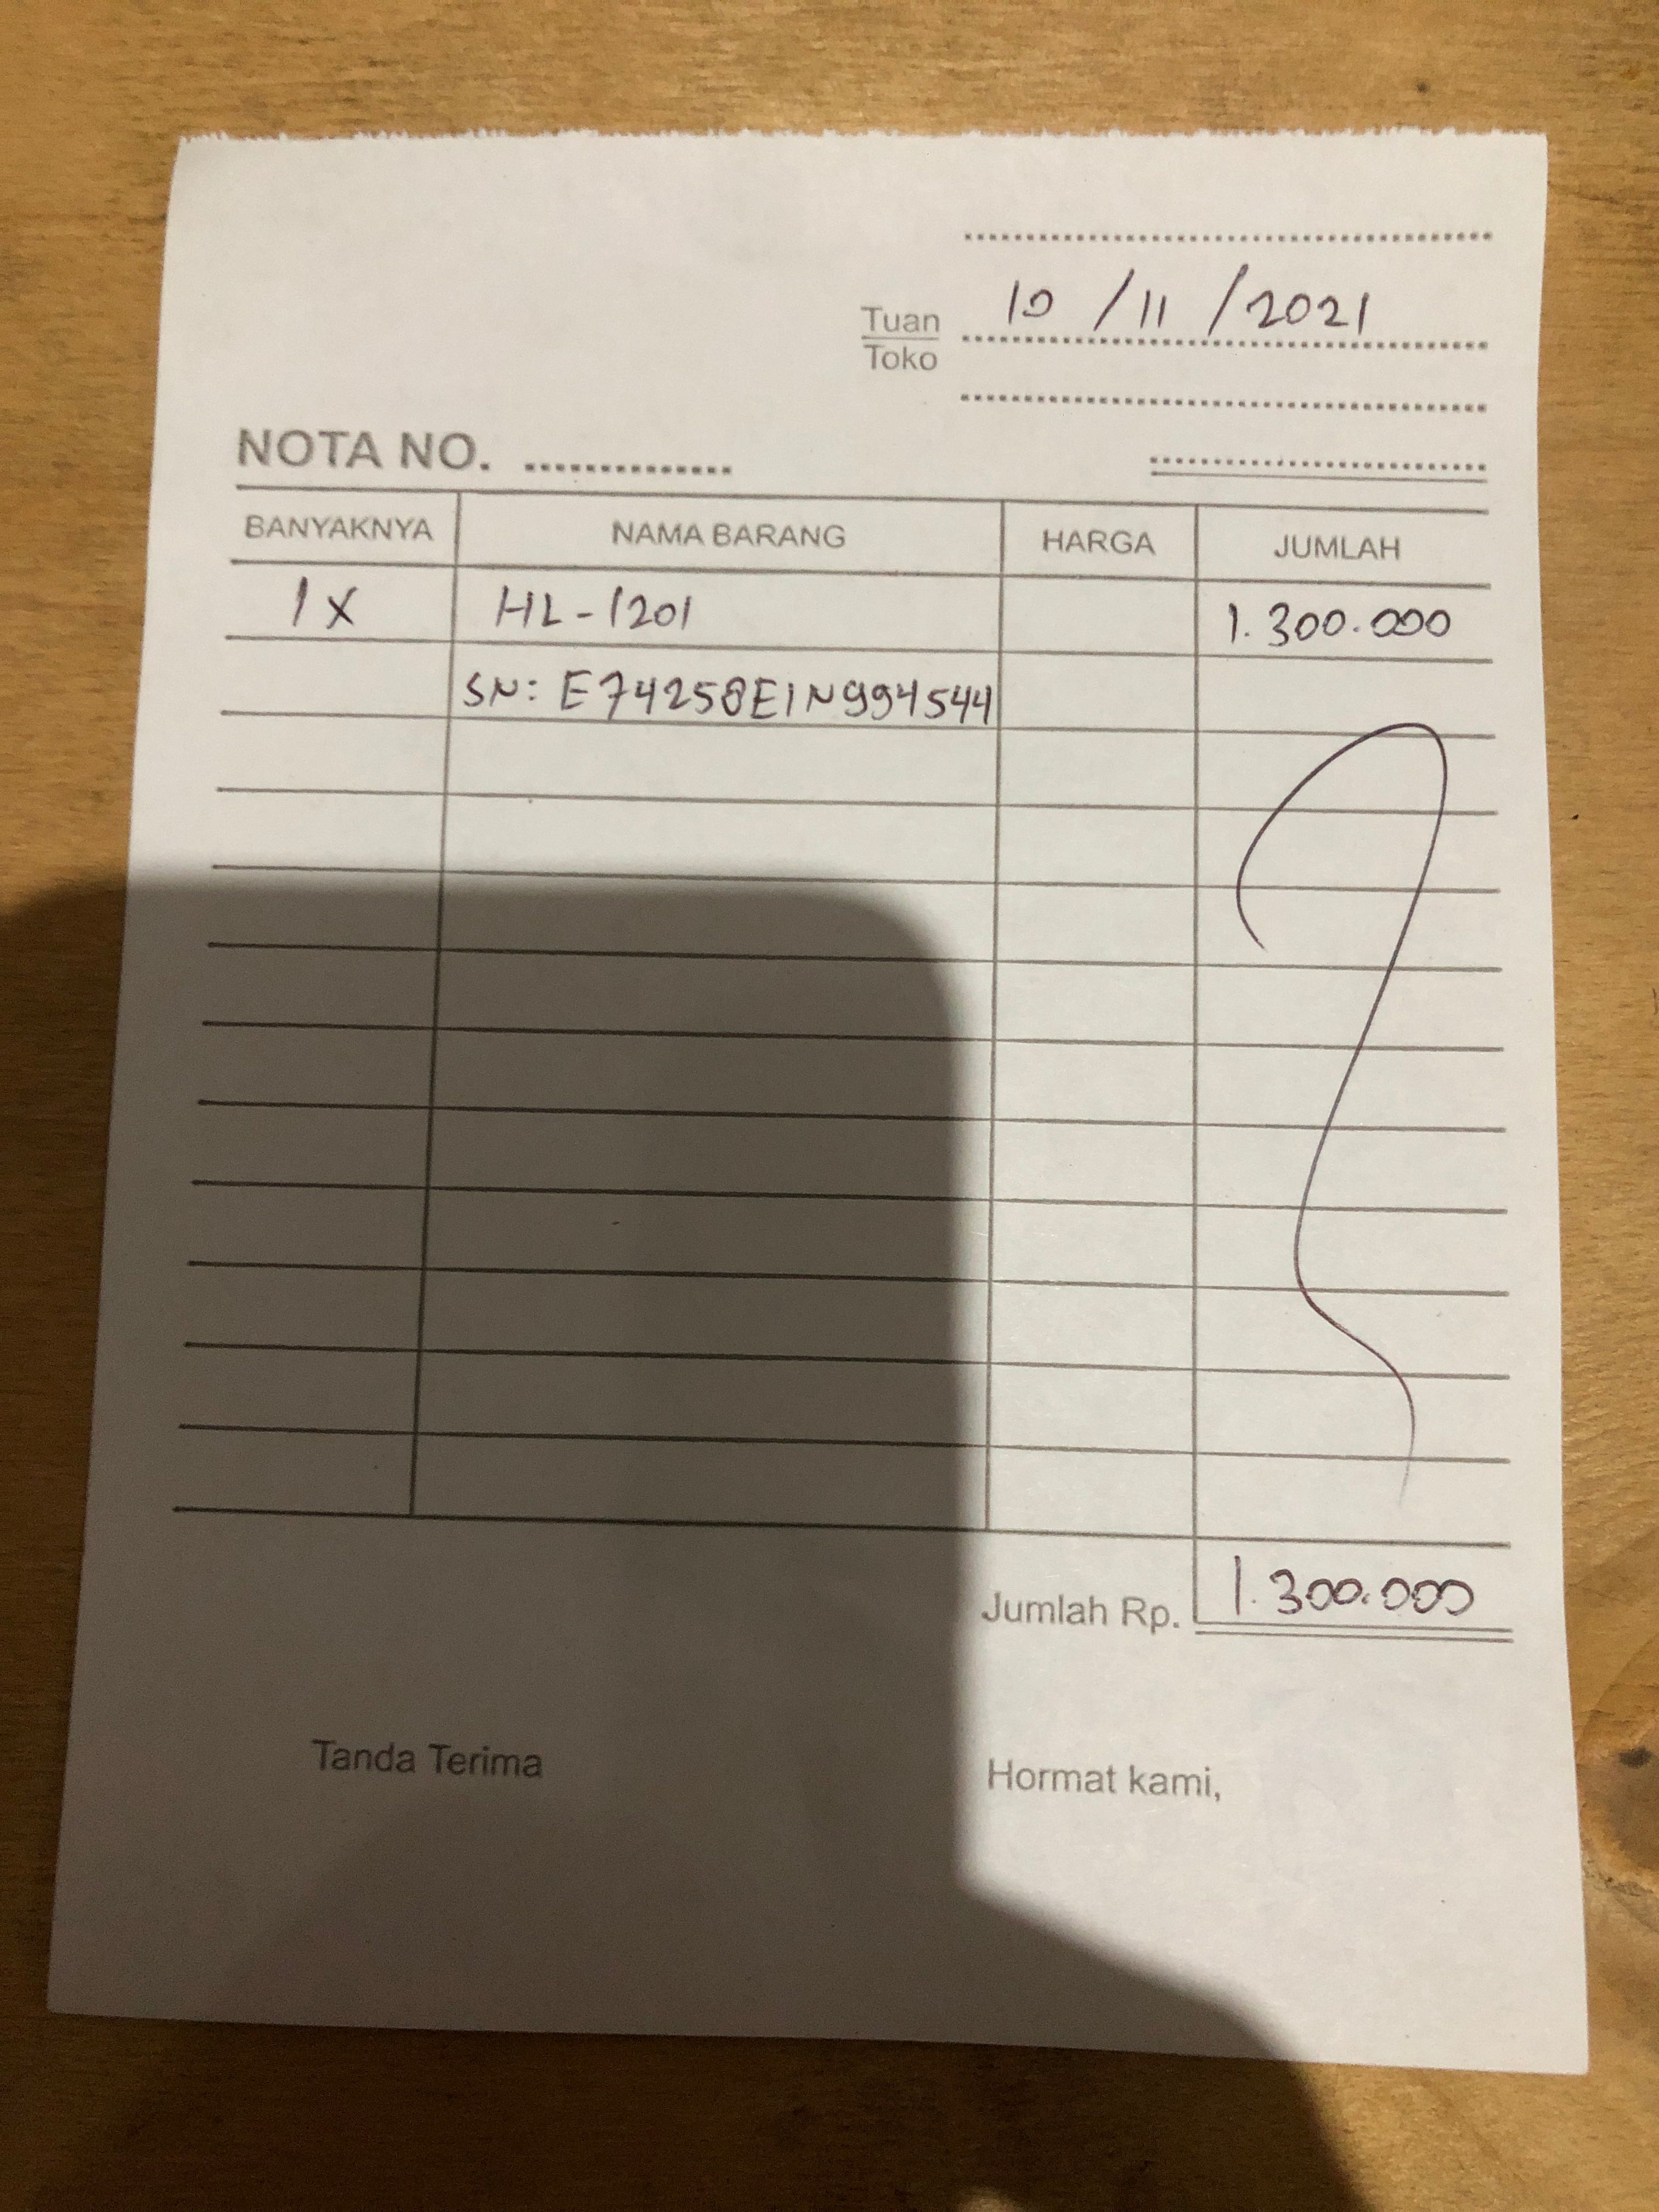 10 / 11 / 2021
Tuan
Toko
NOTA NO.
BANYAKNYA NAMA BARANG HARGA JUMLAH
1 X HL-1201 1.300.000
SN: E74258E1N994544
Jumlah Rp. 1.300.000
Tanda Terima Hormat kami,